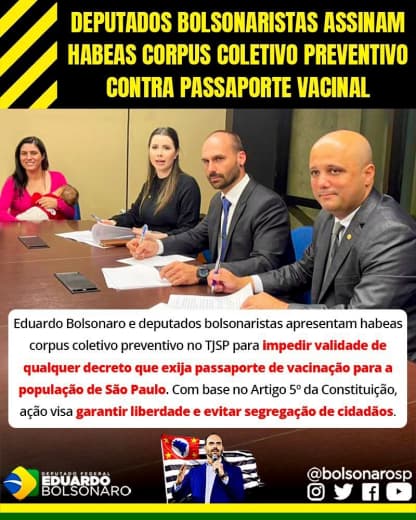 DEPUTADOS BOLSONARISTAS ASSINAM
HABEAS CORPUS COLETIVO PREVENTIVO
CONTRA PASSAPORTE VACINAL
Eduardo Bolsonaro e deputados bolsonaristas apresentam habeas
corpus coletivo preventivo no TJSP para impedir validade de
qualquer decreto que exija passaporte de vacinação para a
população de São Paulo. Com base no Artigo 5º da Constituição,
ação visa garantir liberdade e evitar segregação de cidadãos.
DEPUTADO FEDERAL
EDUARDO
BOLSONARO
@bolsonarosp